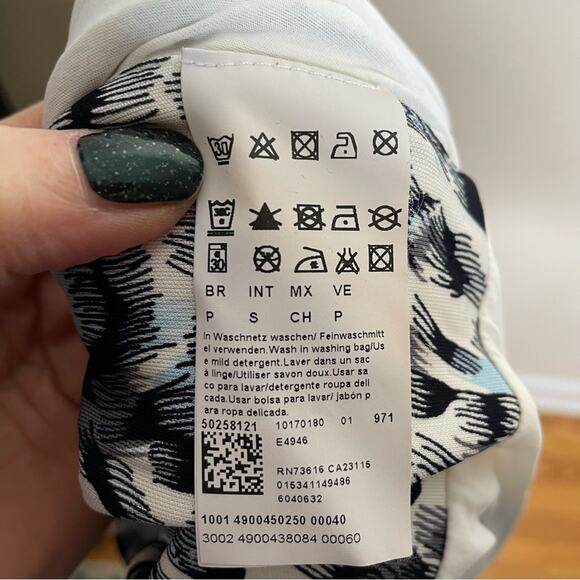 30
30C
30
BR INT MX VE
P S CH P
In Waschnetz waschen/ Feinwaschmitt
el verwenden.Wash in washing bag/Us
e mild detergent.Laver dans un sac
à linge/Utiliser savon doux.Usar sa
co para lavar/detergente roupa deli
cada.Usar bolsa para lavar/ jabón p
ara ropa delicada.
50258121 10170180 01 971
E4946
RN73616 CA23115
015341149486
6040632
1001 4900450250 00040
3002 4900438084 00060